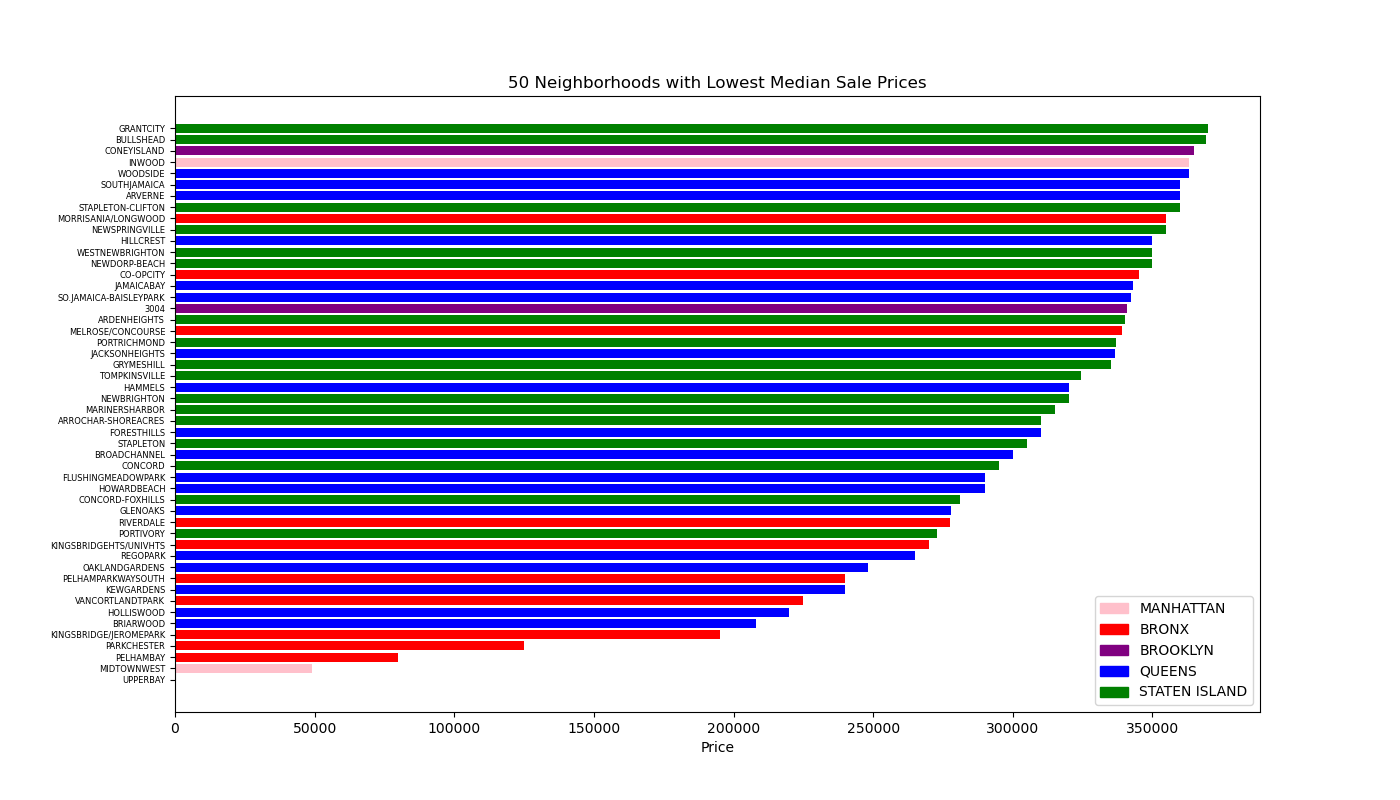 50 Neighborhoods with Lowest Median Sale Prices
GRANTCITY
BULLSHEAD
CONEYISLAND
INWOOD
WOODSIDE
SOUTHJAMAICA
ARVERNE
STAPLETON-CLIFTON
MORRISANIA/LONGWOOD
NEWSPRINGVILLE
HILLCREST
WESTNEWBRIGHTON
NEWDORP-BEACH
CO-OPCITY
JAMAICABAY
SO.JAMAICA-BAISLEYPARK
3004
ARDENHEIGHTS
MELROSE/CONCOURSE
PORTRICHMOND
JACKSONHEIGHTS
GRYMESHILL
TOMPKINSVILLE
HAMMELS
NEWBRIGHTON
MARINERSHARBOR
ARROCHAR-SHOREACRES
FORESTHILLS
STAPLETON
BROADCHANNEL
CONCORD
FLUSHINGMEADOWPARK
HOWARDBEACH
CONCORD-FOXHILLS
GLENOAKS
RIVERDALE
PORTIVORY
KINGSBRIDGEHTS/UNIVHTS
REGOPARK
OAKLANDGARDENS
PELHAMPARKWAYSOUTH
KEWGARDENS
VANCORTLANDTPARK
HOLLISWOOD
BRIARWOOD
KINGSBRIDGE/JEROMEPARK
PARKCHESTER
PELHAMBAY
MIDTOWNWEST
UPPERBAY
MANHATTAN
BRONX
BROOKLYN
QUEENS
STATEN ISLAND
0 50000 100000 150000 200000 250000 300000 350000
Price